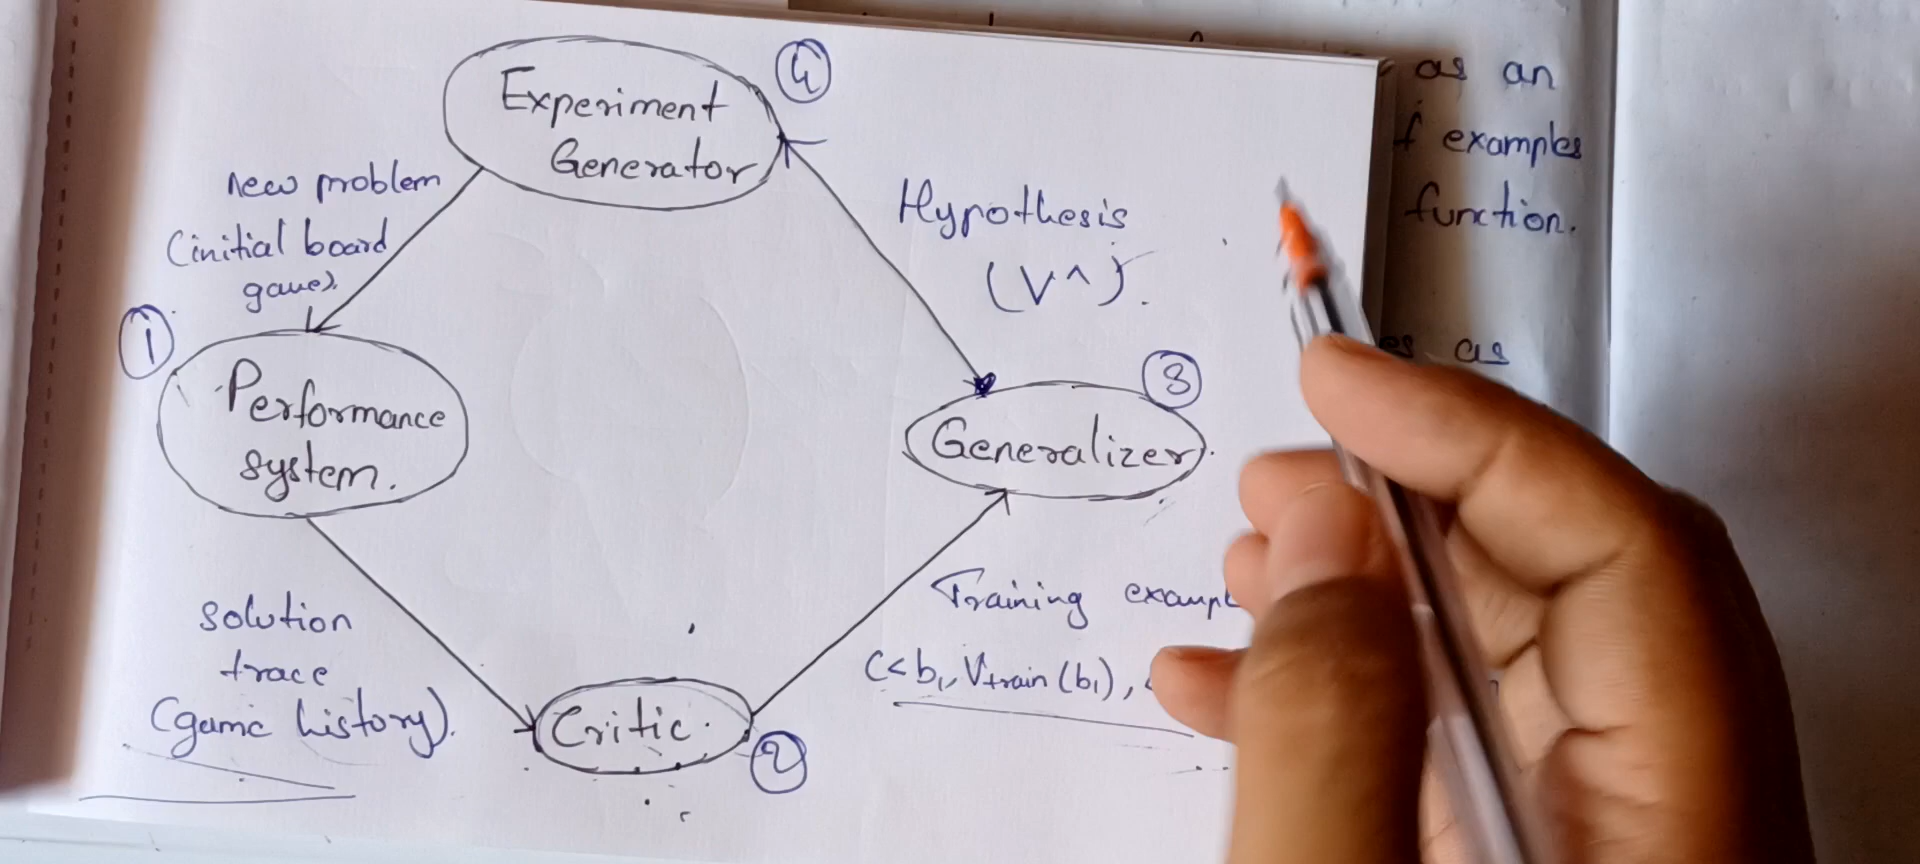 Experiment
Generator
4
new problem
(initial board
game).
Hypothesis
(V^).
1
Performance
system.
3
Generalizer.
solution
trace
(game history).
Critic.
2
Training
(<b1, Vtrain(b1),
as an
examples
function.
as